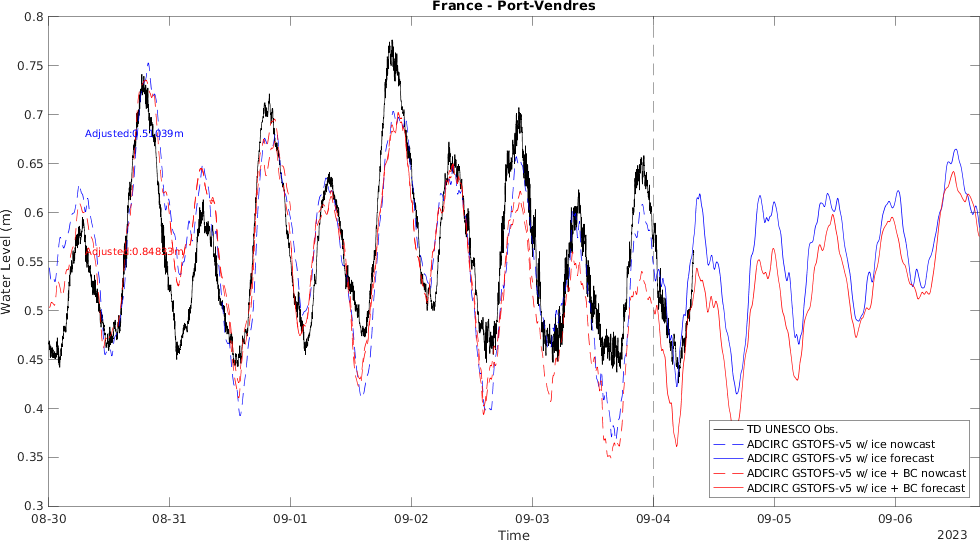 France - Port-Vendres
0.8
0.75
0.7
0.65
0.6
0.55
0.5
0.45
0.4
0.35
0.3
Water Level (m)
Adjusted:0.51039m
TD UNESCO Obs.
ADCIRC GSTOFS-v5 w/ ice nowcast
ADCIRC GSTOFS-v5 w/ ice forecast
ADCIRC GSTOFS-v5 w/ ice + BC nowcast
ADCIRC GSTOFS-v5 w/ ice + BC forecast
08-30 08-31 09-01 09-02 09-03 09-04 09-05 09-06
Time
2023